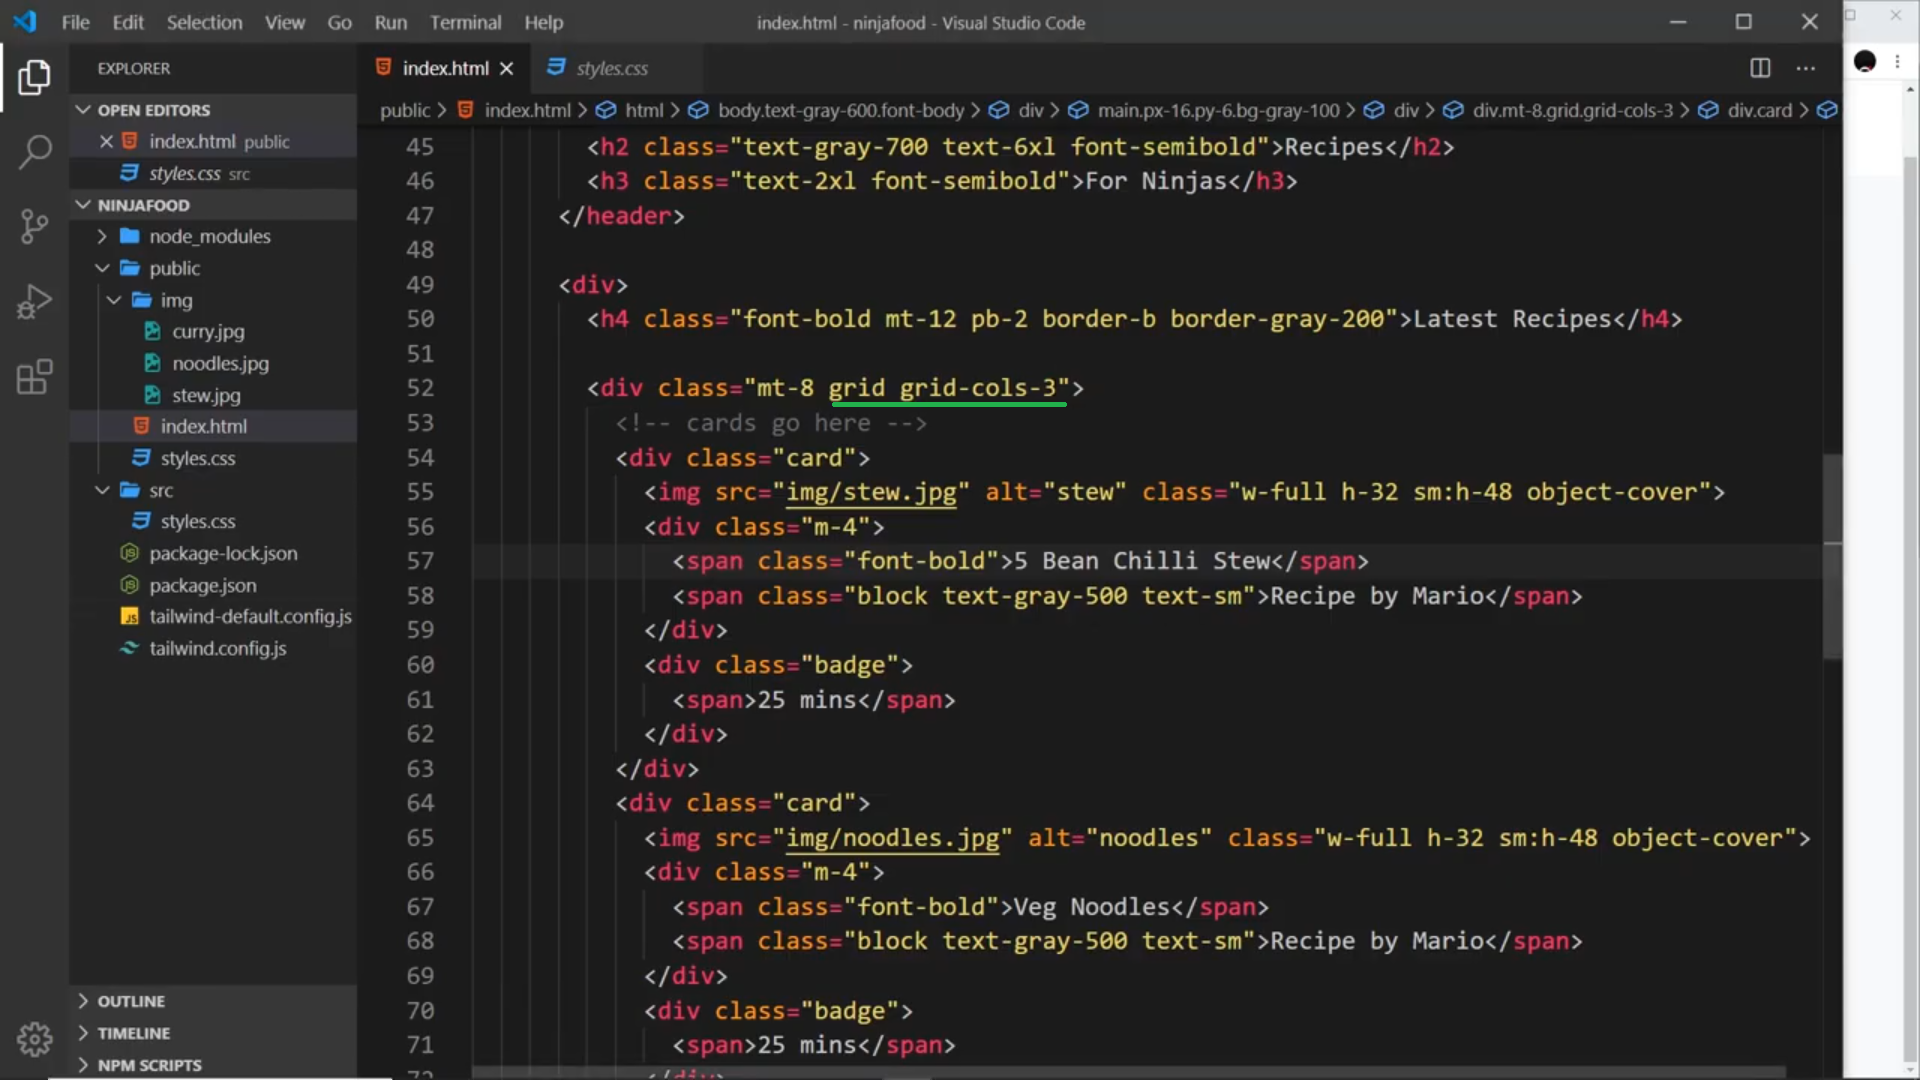 File Edit Selection View Go Run Terminal Help
index.html - ninjafood - Visual Studio Code
EXPLORER
OPEN EDITORS
index.html public
styles.css src
NINJAFOOD
node_modules
public
img
curry.jpg
noodles.jpg
stew.jpg
index.html
styles.css
src
styles.css
package-lock.json
package.json
tailwind-default.config.js
tailwind.config.js
OUTLINE
TIMELINE
NPM SCRIPTS
index.html styles.css
public > index.html > html > body.text-gray-600.font-body > div > main.px-16.py-6.bg-gray-100 > div > div.mt-8.grid.grid-cols-3 > div.card >
45 <h2 class="text-gray-700 text-6xl font-semibold">Recipes</h2>
46 <h3 class="text-2xl font-semibold">For Ninjas</h3>
47 </header>
48
49 <div>
50 <h4 class="font-bold mt-12 pb-2 border-b border-gray-200">Latest Recipes</h4>
51
52 <div class="mt-8 grid grid-cols-3">
53 <!-- cards go here -->
54 <div class="card">
55 <img src="img/stew.jpg" alt="stew" class="w-full h-32 sm:h-48 object-cover">
56 <div class="m-4">
57 <span class="font-bold">5 Bean Chilli Stew</span>
58 <span class="block text-gray-500 text-sm">Recipe by Mario</span>
59 </div>
60 <div class="badge">
61 <span>25 mins</span>
62 </div>
63 </div>
64 <div class="card">
65 <img src="img/noodles.jpg" alt="noodles" class="w-full h-32 sm:h-48 object-cover">
66 <div class="m-4">
67 <span class="font-bold">Veg Noodles</span>
68 <span class="block text-gray-500 text-sm">Recipe by Mario</span>
69 </div>
70 <div class="badge">
71 <span>25 mins</span>